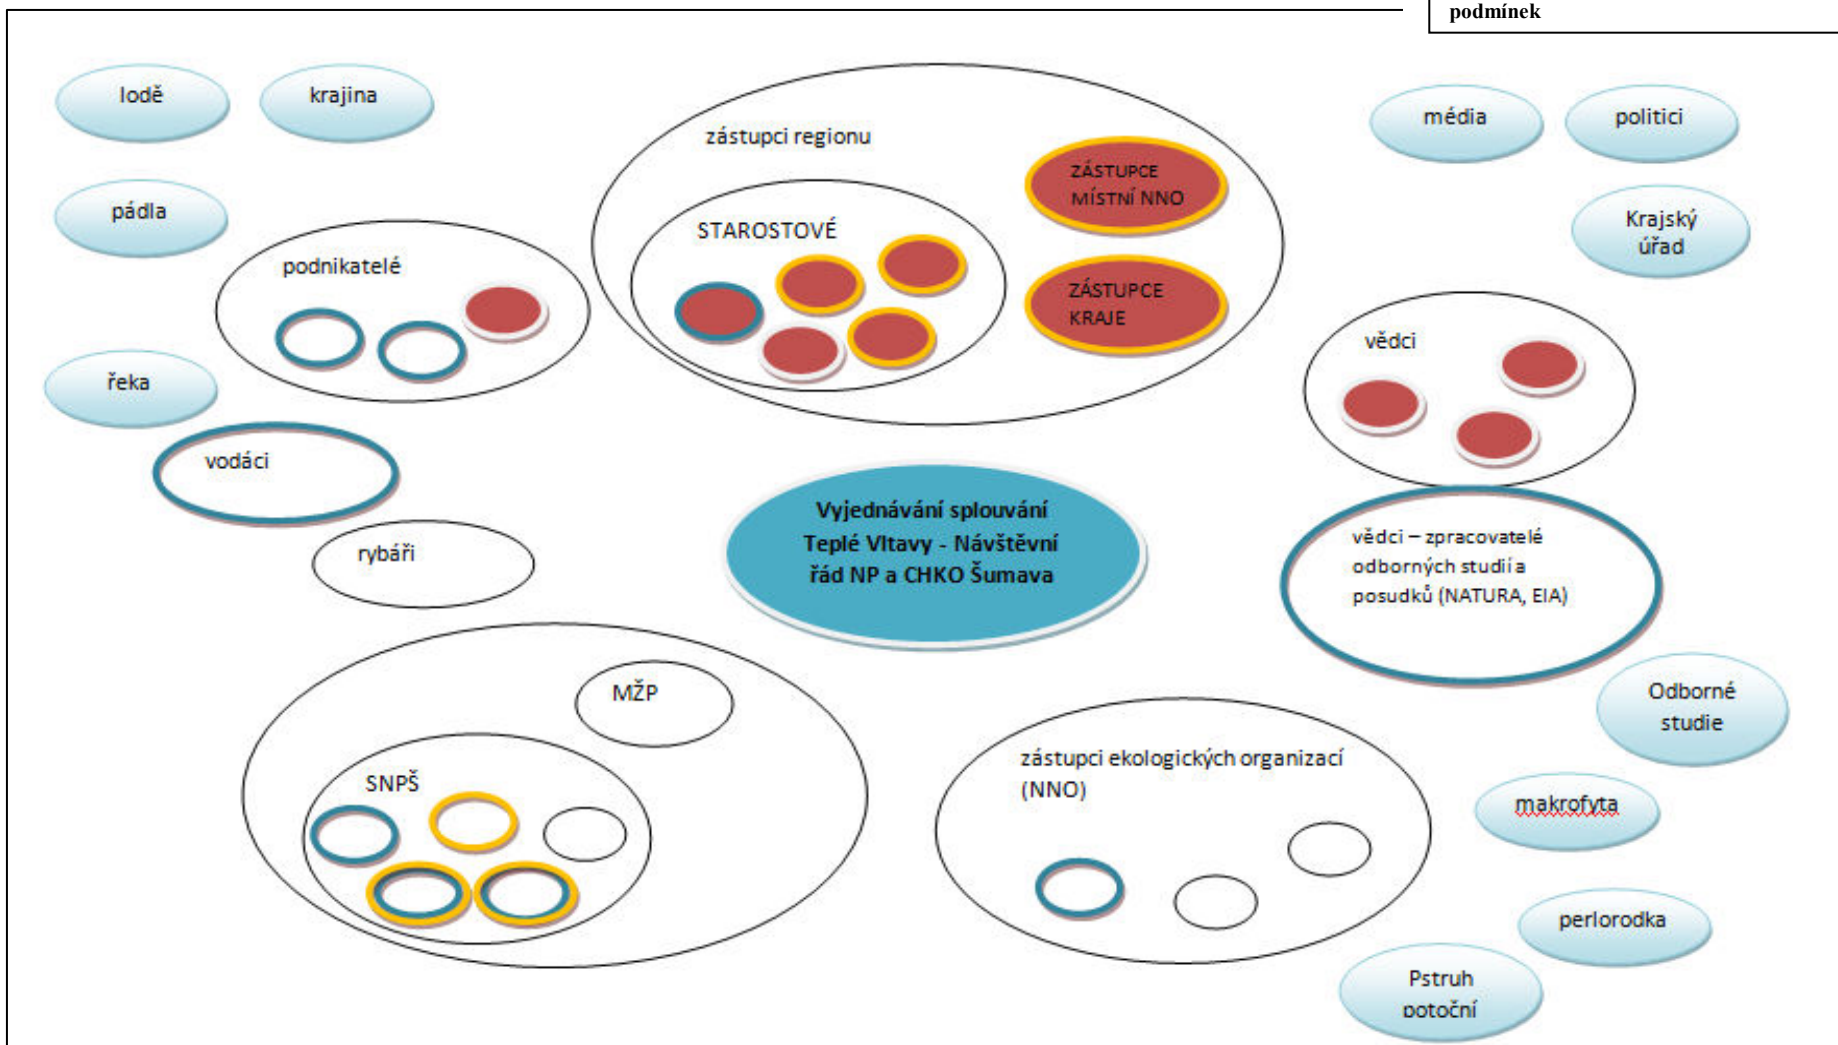 podmínek
lodě
krajina
pádla
podnikatelé
řeka
vodáci
rybáři
zástupci regionu
STAROSTOVÉ
ZÁSTUPCE
MÍSTNÍ NNO
ZÁSTUPCE
KRAJE
média
politici
Krajský
úřad
vědci
Vyjednávání splouvání
Teplé Vltavy - Návštěvní
řád NP a CHKO Šumava
vědci – zpracovatelé
odborných studií a
posudků (NATURA, EIA)
MŽP
SNPŠ
zástupci ekologických organizací
(NNO)
Odborné
studie
makrofyta
perlorodka
Pstruh
potoční